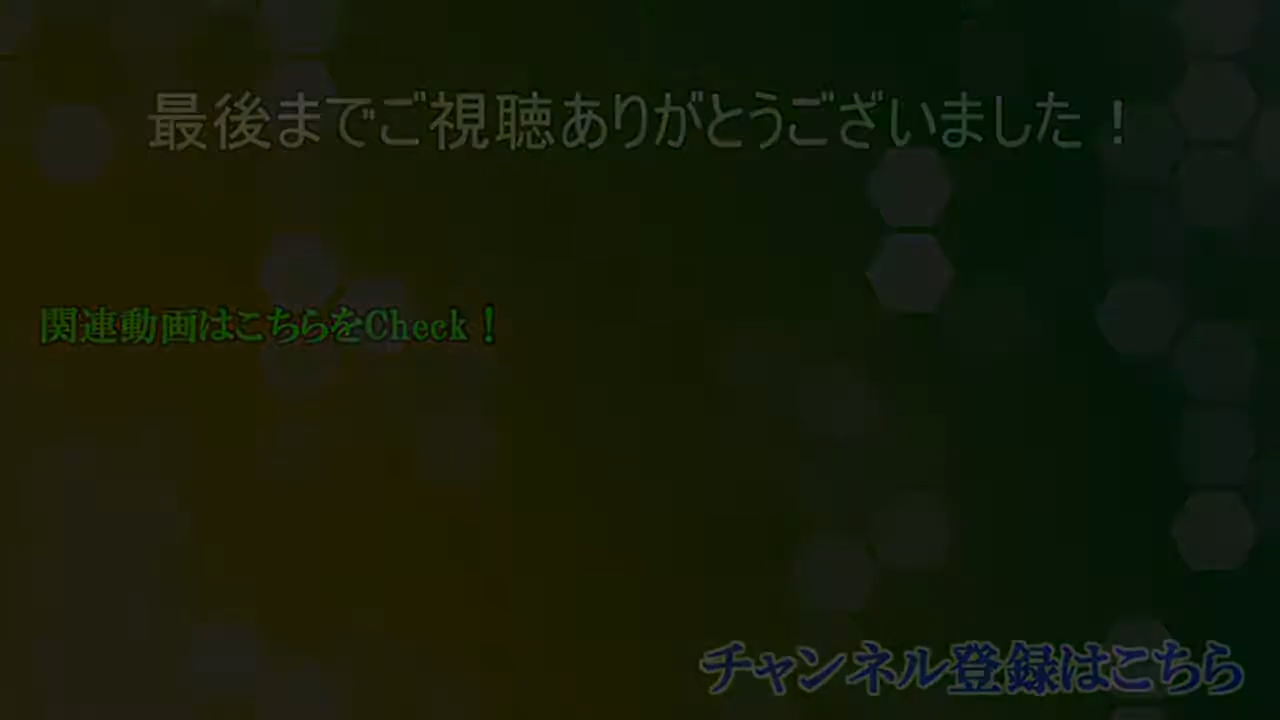 最後までご視聴ありがとうございました！
関連動画はこちらをCheck！
チャンネル登録はこちら